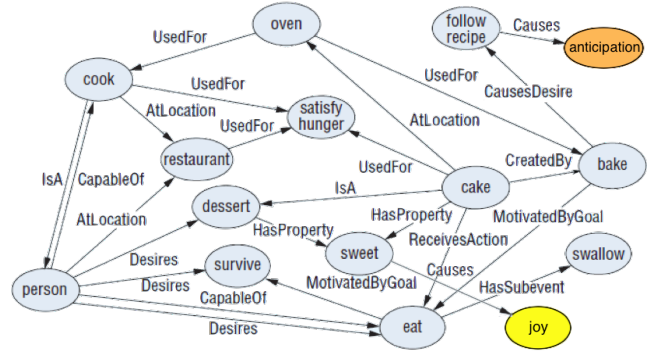 oven
follow
recipe
Causes
anticipation
UsedFor
cook
UsedFor
UsedFor
CausesDesire
AtLocation
satisfy
hunger
AtLocation
UsedFor
restaurant
UsedFor
CreatedBy
bake
IsA
CapableOf
IsA
cake
dessert
HasProperty
MotivatedByGoal
AtLocation
HasProperty
ReceivesAction
Desires
survive
sweet
swallow
Desires
MotivatedByGoal
Causes
HasSubevent
person
CapableOf
Desires
eat
joy